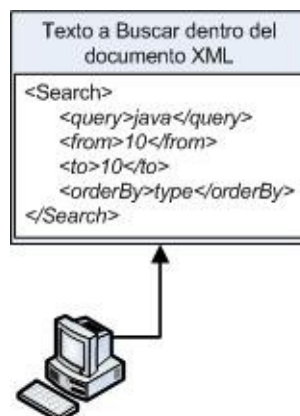 Texto a Buscar dentro del
documento XML
<Search>
<query>java</query>
<from>10</from>
<to>10</to>
<orderBy>type</orderBy>
</Search>